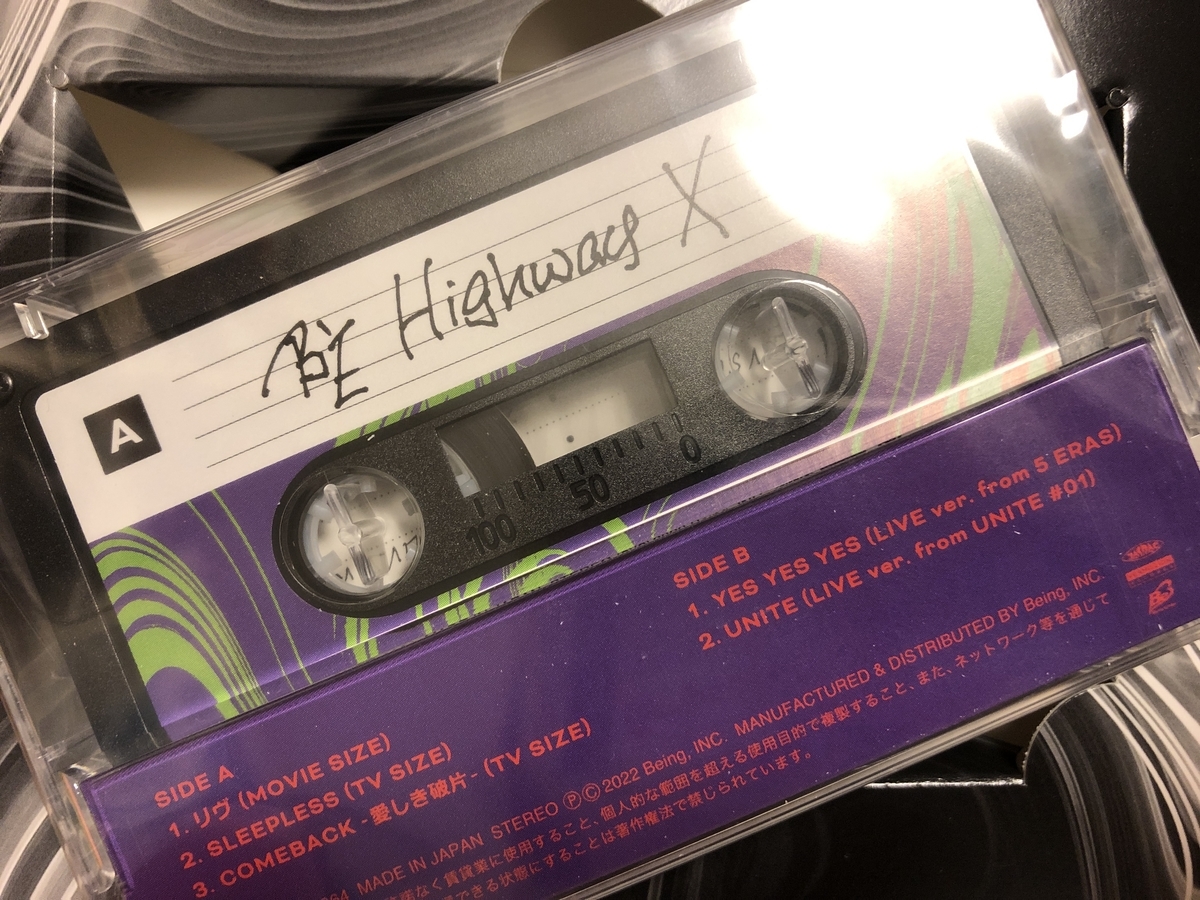 B'z Highway X
A
100 50 0
SIDE A
1. リヴ (MOVIE SIZE)
2. SLEEPLESS (TV SIZE)
3. COMEBACK -愛しき破片- (TV SIZE)
SIDE B
1. YES YES YES (LIVE ver. from 5 ERAS)
2. UNITE (LIVE ver. from UNITE #01)
MADE IN JAPAN STEREO ⓅⒸ2022 Being, INC. MANUFACTURED & DISTRIBUTED BY Being, INC.
なく賃貸業に使用すること、個人的な範囲を超える使用目的で複製すること、また、ネットワーク等を通じて
できる状態にすることは著作権法で禁じられています。